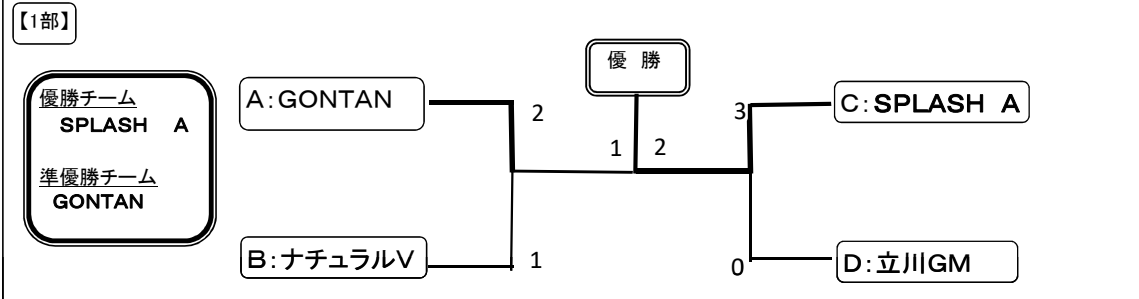 【1部】
優勝チーム
SPLASH A
準優勝チーム
GONTAN
A:GONTAN
2
B:ナチュラルV
1
優 勝
1 2
3
C:SPLASH A
0
D:立川GM